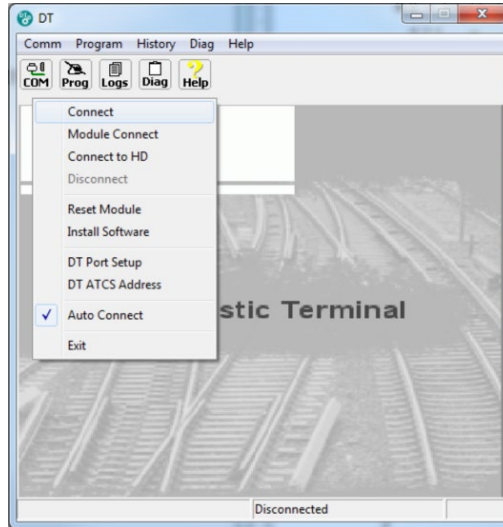 DT
Comm Program History Diag Help
COM Prog Logs Diag Help
Connect
Module Connect
Connect to HD
Disconnect
Reset Module
Install Software
DT Port Setup
DT ATCS Address
Auto Connect
stic Terminal
Exit
Disconnected